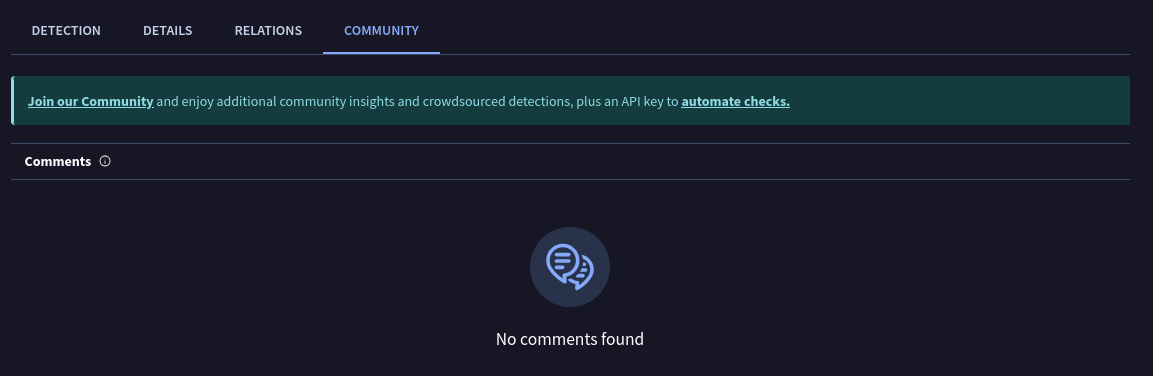 DETECTION DETAILS RELATIONS COMMUNITY
Join our Community and enjoy additional community insights and crowdsourced detections, plus an API key to automate checks.
Comments
No comments found